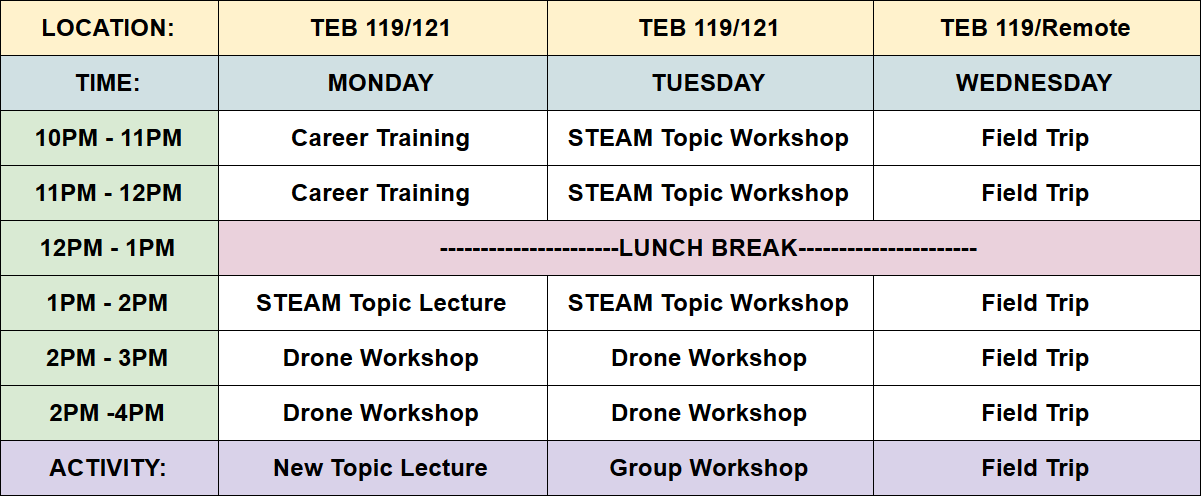 LOCATION: TEB 119/121 TEB 119/121 TEB 119/Remote
TIME: MONDAY TUESDAY WEDNESDAY
10PM - 11PM Career Training STEAM Topic Workshop Field Trip
11PM - 12PM Career Training STEAM Topic Workshop Field Trip
12PM - 1PM ----------------------LUNCH BREAK----------------------
1PM - 2PM STEAM Topic Lecture STEAM Topic Workshop Field Trip
2PM - 3PM Drone Workshop Drone Workshop Field Trip
2PM -4PM Drone Workshop Drone Workshop Field Trip
ACTIVITY: New Topic Lecture Group Workshop Field Trip